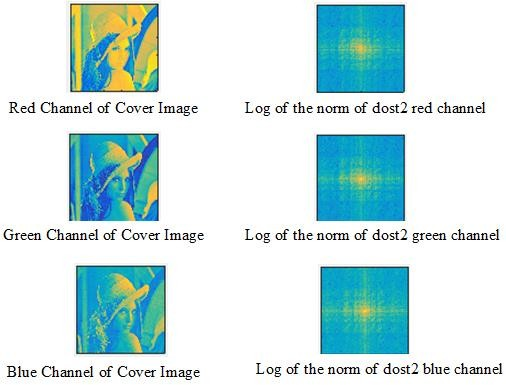 Red Channel of Cover Image
Log of the norm of dost2 red channel
Green Channel of Cover Image
Log of the norm of dost2 green channel
Blue Channel of Cover Image
Log of the norm of dost2 blue channel